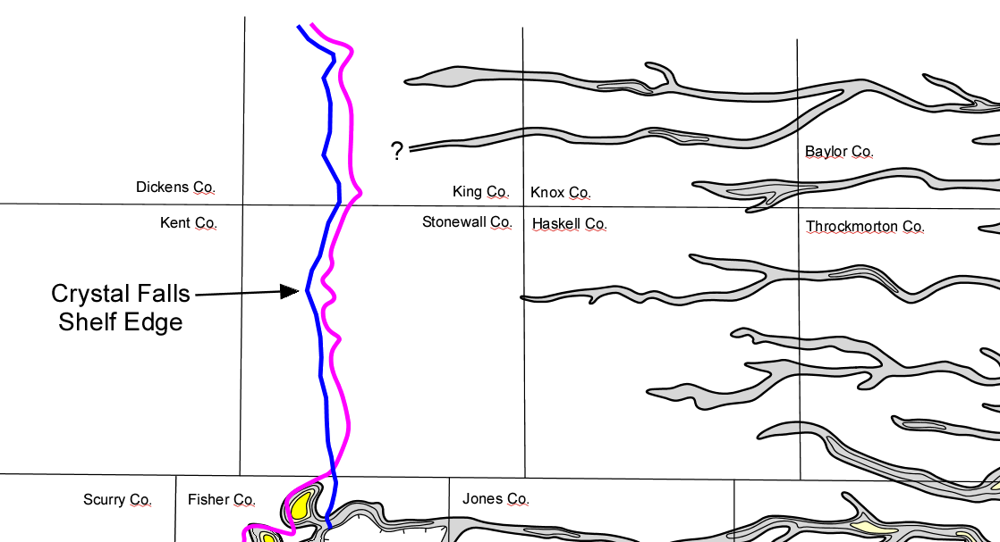 ?
Baylor Co.
Dickens Co.
King Co.
Knox Co.
Kent Co.
Stonewall Co.
Haskell Co.
Throckmorton Co.
Crystal Falls
Shelf Edge
Scurry Co.
Fisher Co.
Jones Co.